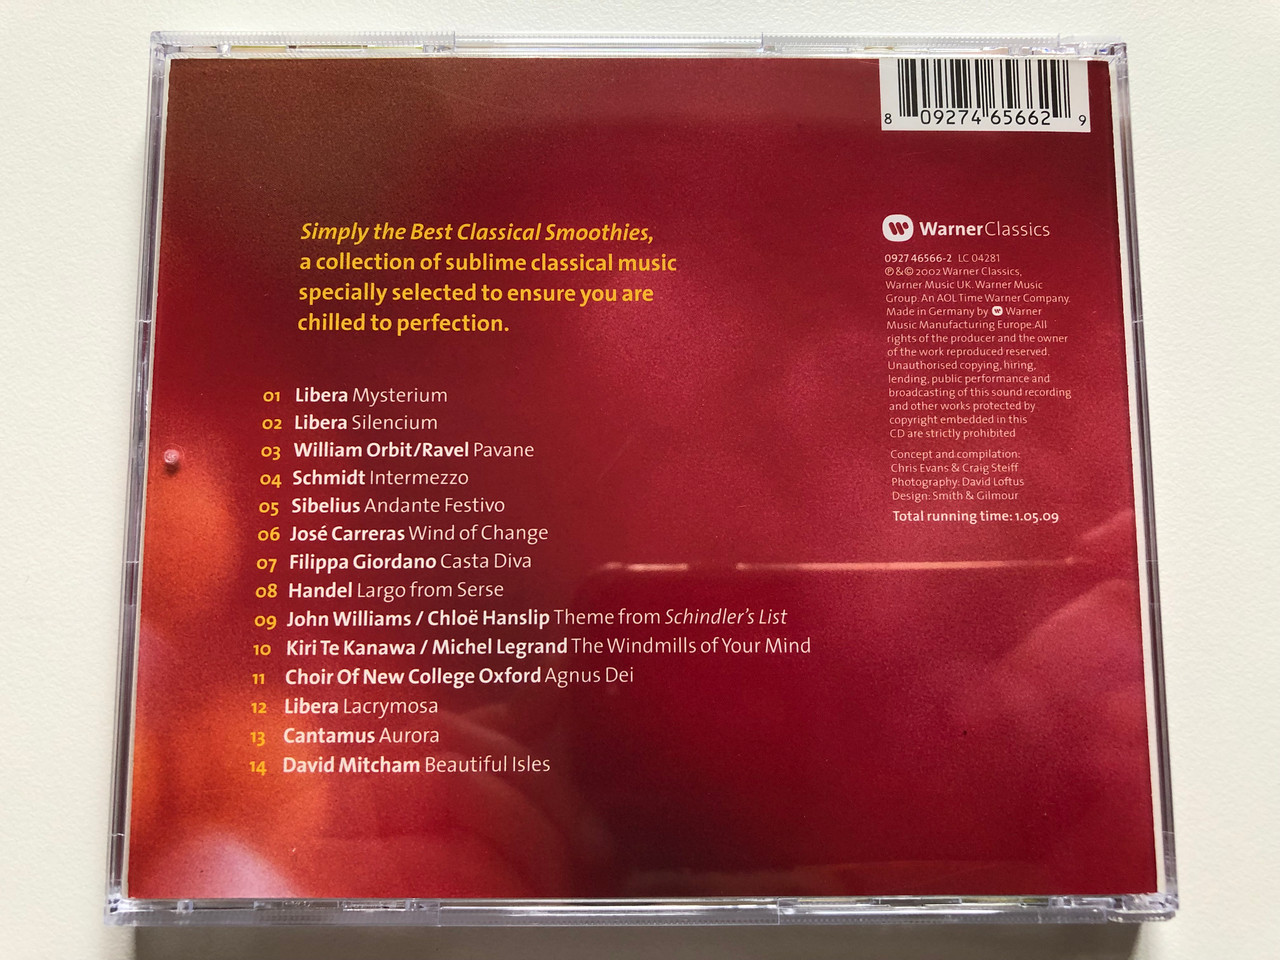 8 09274 65662 9
Simply the Best Classical Smoothies,
a collection of sublime classical music
specially selected to ensure you are
chilled to perfection.
01 Libera Mysterium
02 Libera Silencium
03 William Orbit/Ravel Pavane
04 Schmidt Intermezzo
05 Sibelius Andante Festivo
06 José Carreras Wind of Change
07 Filippa Giordano Casta Diva
08 Handel Largo from Serse
09 John Williams / Chloë Hanslip Theme from Schindler's List
10 Kiri Te Kanawa / Michel Legrand The Windmills of Your Mind
11 Choir Of New College Oxford Agnus Dei
12 Libera Lacrymosa
13 Cantamus Aurora
14 David Mitcham Beautiful Isles
WarnerClassics
0927 46566-2 LC 04281
℗ & © 2002 Warner Classics,
Warner Music UK. Warner Music
Group. An AOL Time Warner Company.
Made in Germany by Warner
Music Manufacturing Europe. All
rights of the producer and the owner
of the work reproduced reserved.
Unauthorised copying, hiring,
lending, public performance and
broadcasting of this sound recording
and other works protected by
copyright embedded in this
CD are strictly prohibited
Concept and compilation:
Chris Evans & Craig Steiff
Photography: David Loftus
Design: Smith & Gilmour
Total running time: 1.05.09